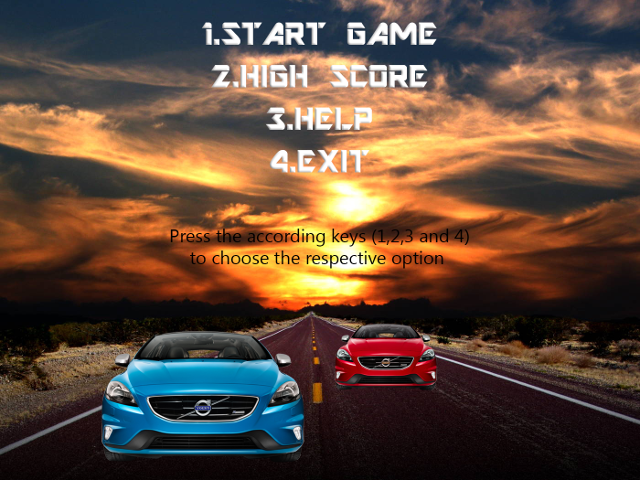 1.START GAME
2.HIGH SCORE
3.HELP
4.EXIT
Press the according keys (1,2,3 and 4)
to choose the respective option